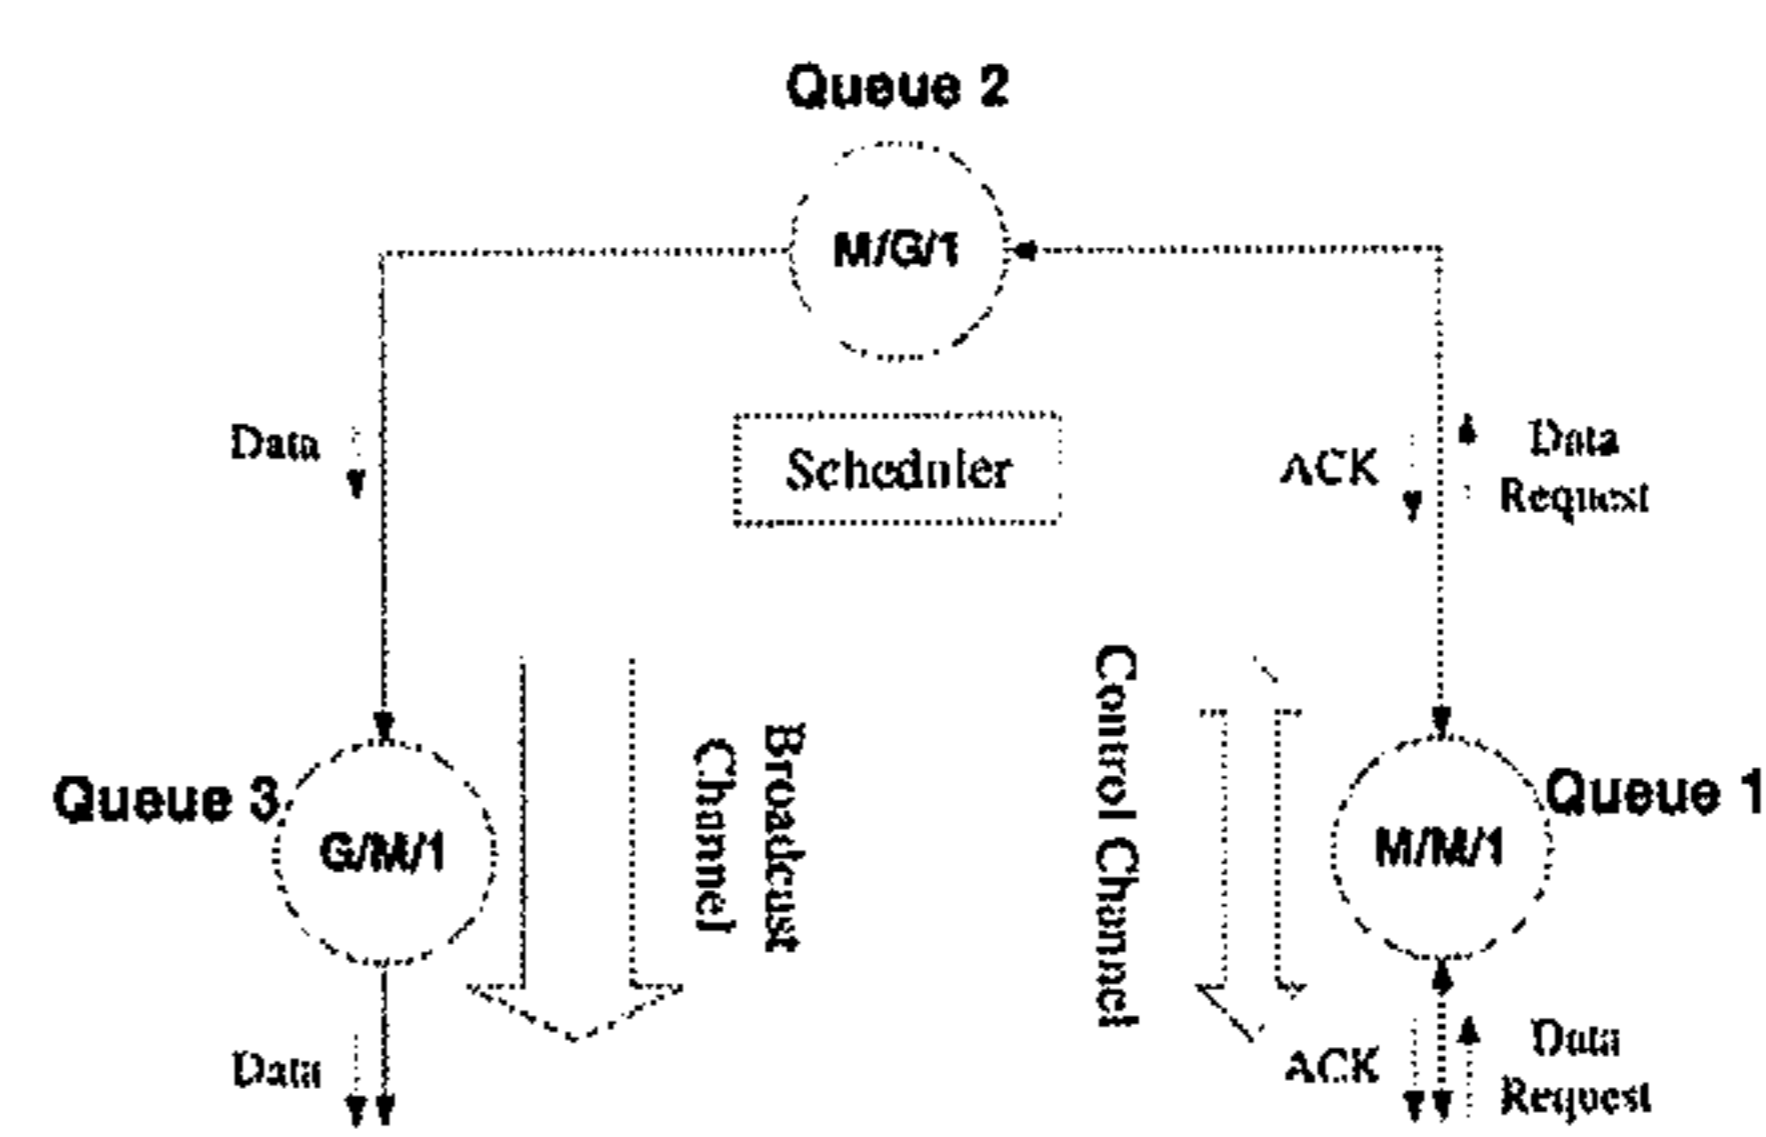 Queue 2
M/G/1
Data
Scheduler
ACK
Data
Request
Broadcast
Channel
Control Channel
Queue 3
G/M/1
Queue 1
M/M/1
Data
ACK
Data
Request